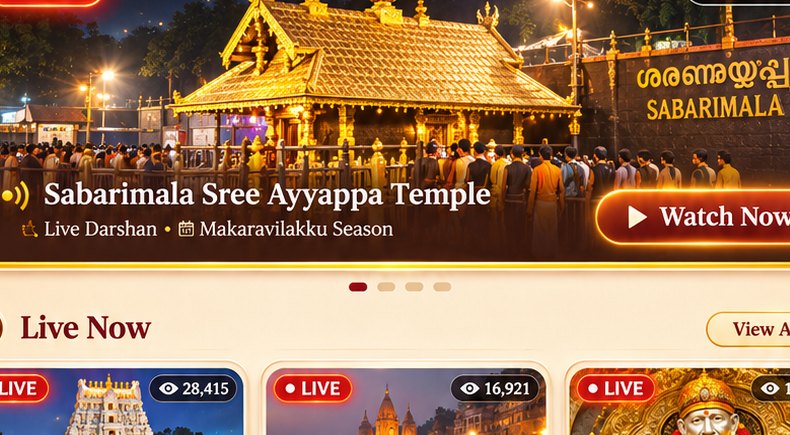 ശരണമയ്യപ്പ
SABARIMALA
Sabarimala Sree Ayyappa Temple
Live Darshan • Makaravilakku Season
Watch Now
Live Now
View A
LIVE
28,415
LIVE
16,921
LIVE
1